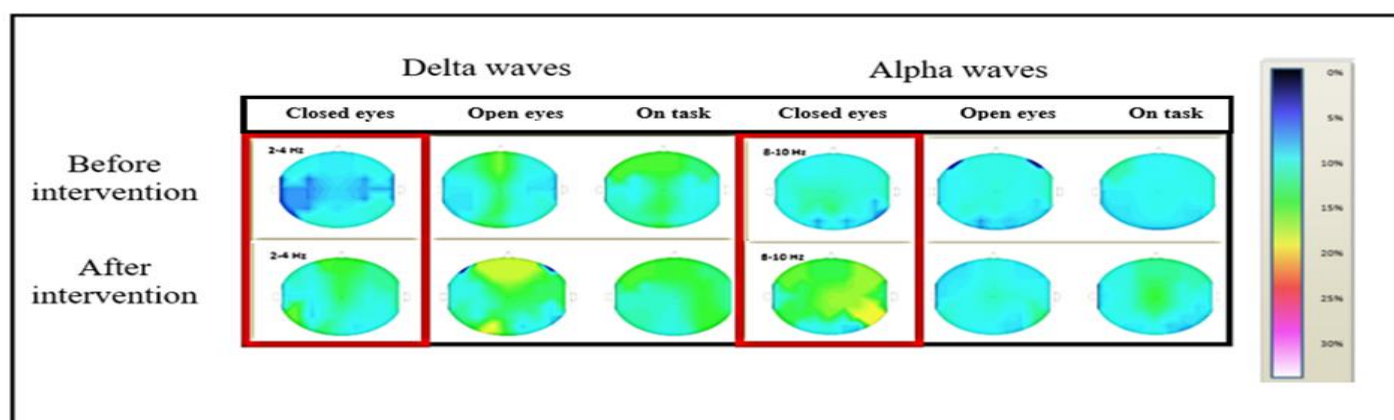 Delta waves
Alpha waves
Closed eyes
Open eyes
On task
Closed eyes
Open eyes
On task
Before
intervention
2-4 Hz
8-10 Hz
After
intervention
2-4 Hz
8-10 Hz
0%
5%
10%
15%
20%
25%
30%